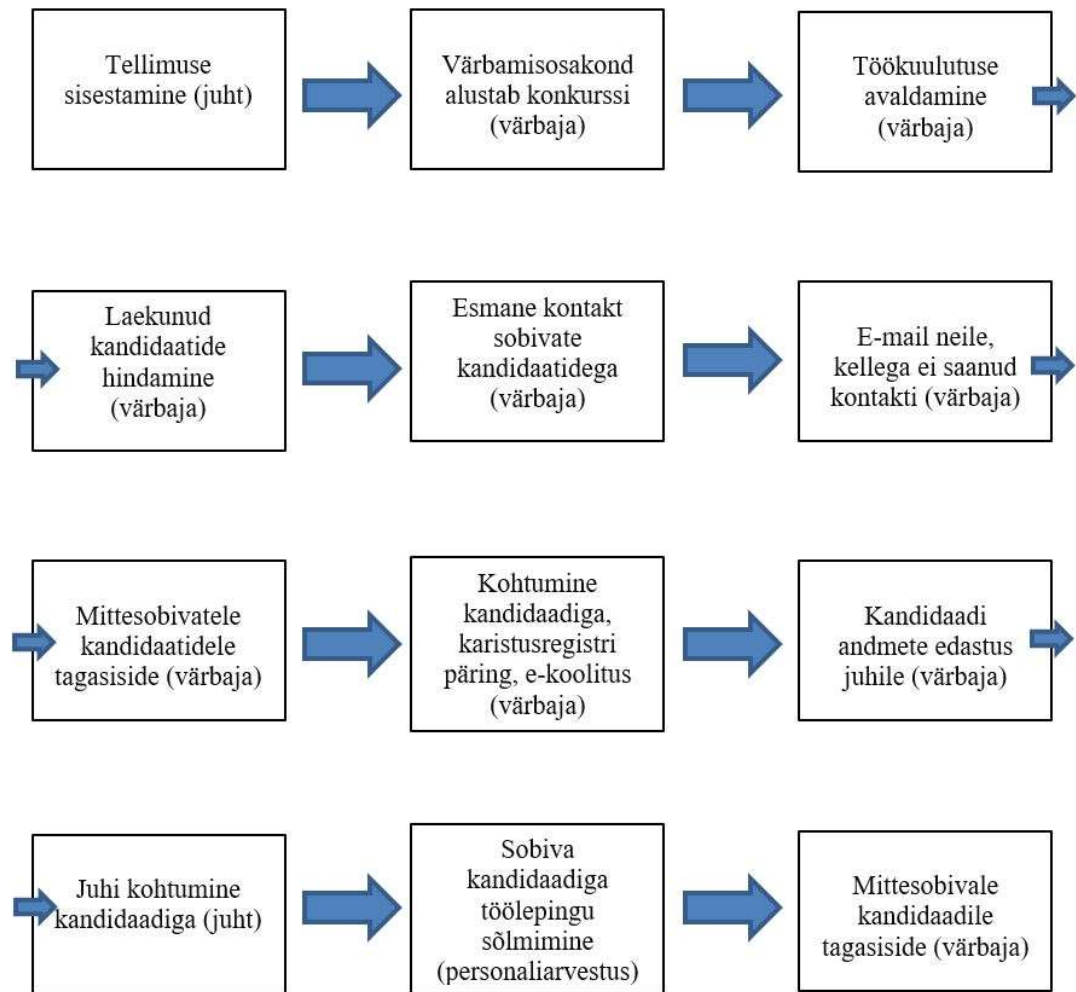 Tellimuse
sisestamine (juht)
Värbamisosakond
alustab konkurssi
(värbaja)
Töökuulutuse
avaldamine
(värbaja)
Laekunud
kandidaatide
hindamine
(värbaja)
Esmane kontakt
sobivate
kandidaatidega
(värbaja)
E-mail neile,
kellega ei saanud
kontakti (värbaja)
Mittesobivatele
kandidaatidele
tagasiside (värbaja)
Kohtumine
kandidaadiga,
karistusregistri
päring, e-koolitus
(värbaja)
Kandidaadi
andmete edastus
juhile (värbaja)
Juhi kohtumine
kandidaadiga (juht)
Sobiva
kandidaadiga
töölepingu
sõlmimine
(personaliarvestus)
Mittesobivale
kandidaadile
tagasiside (värbaja)